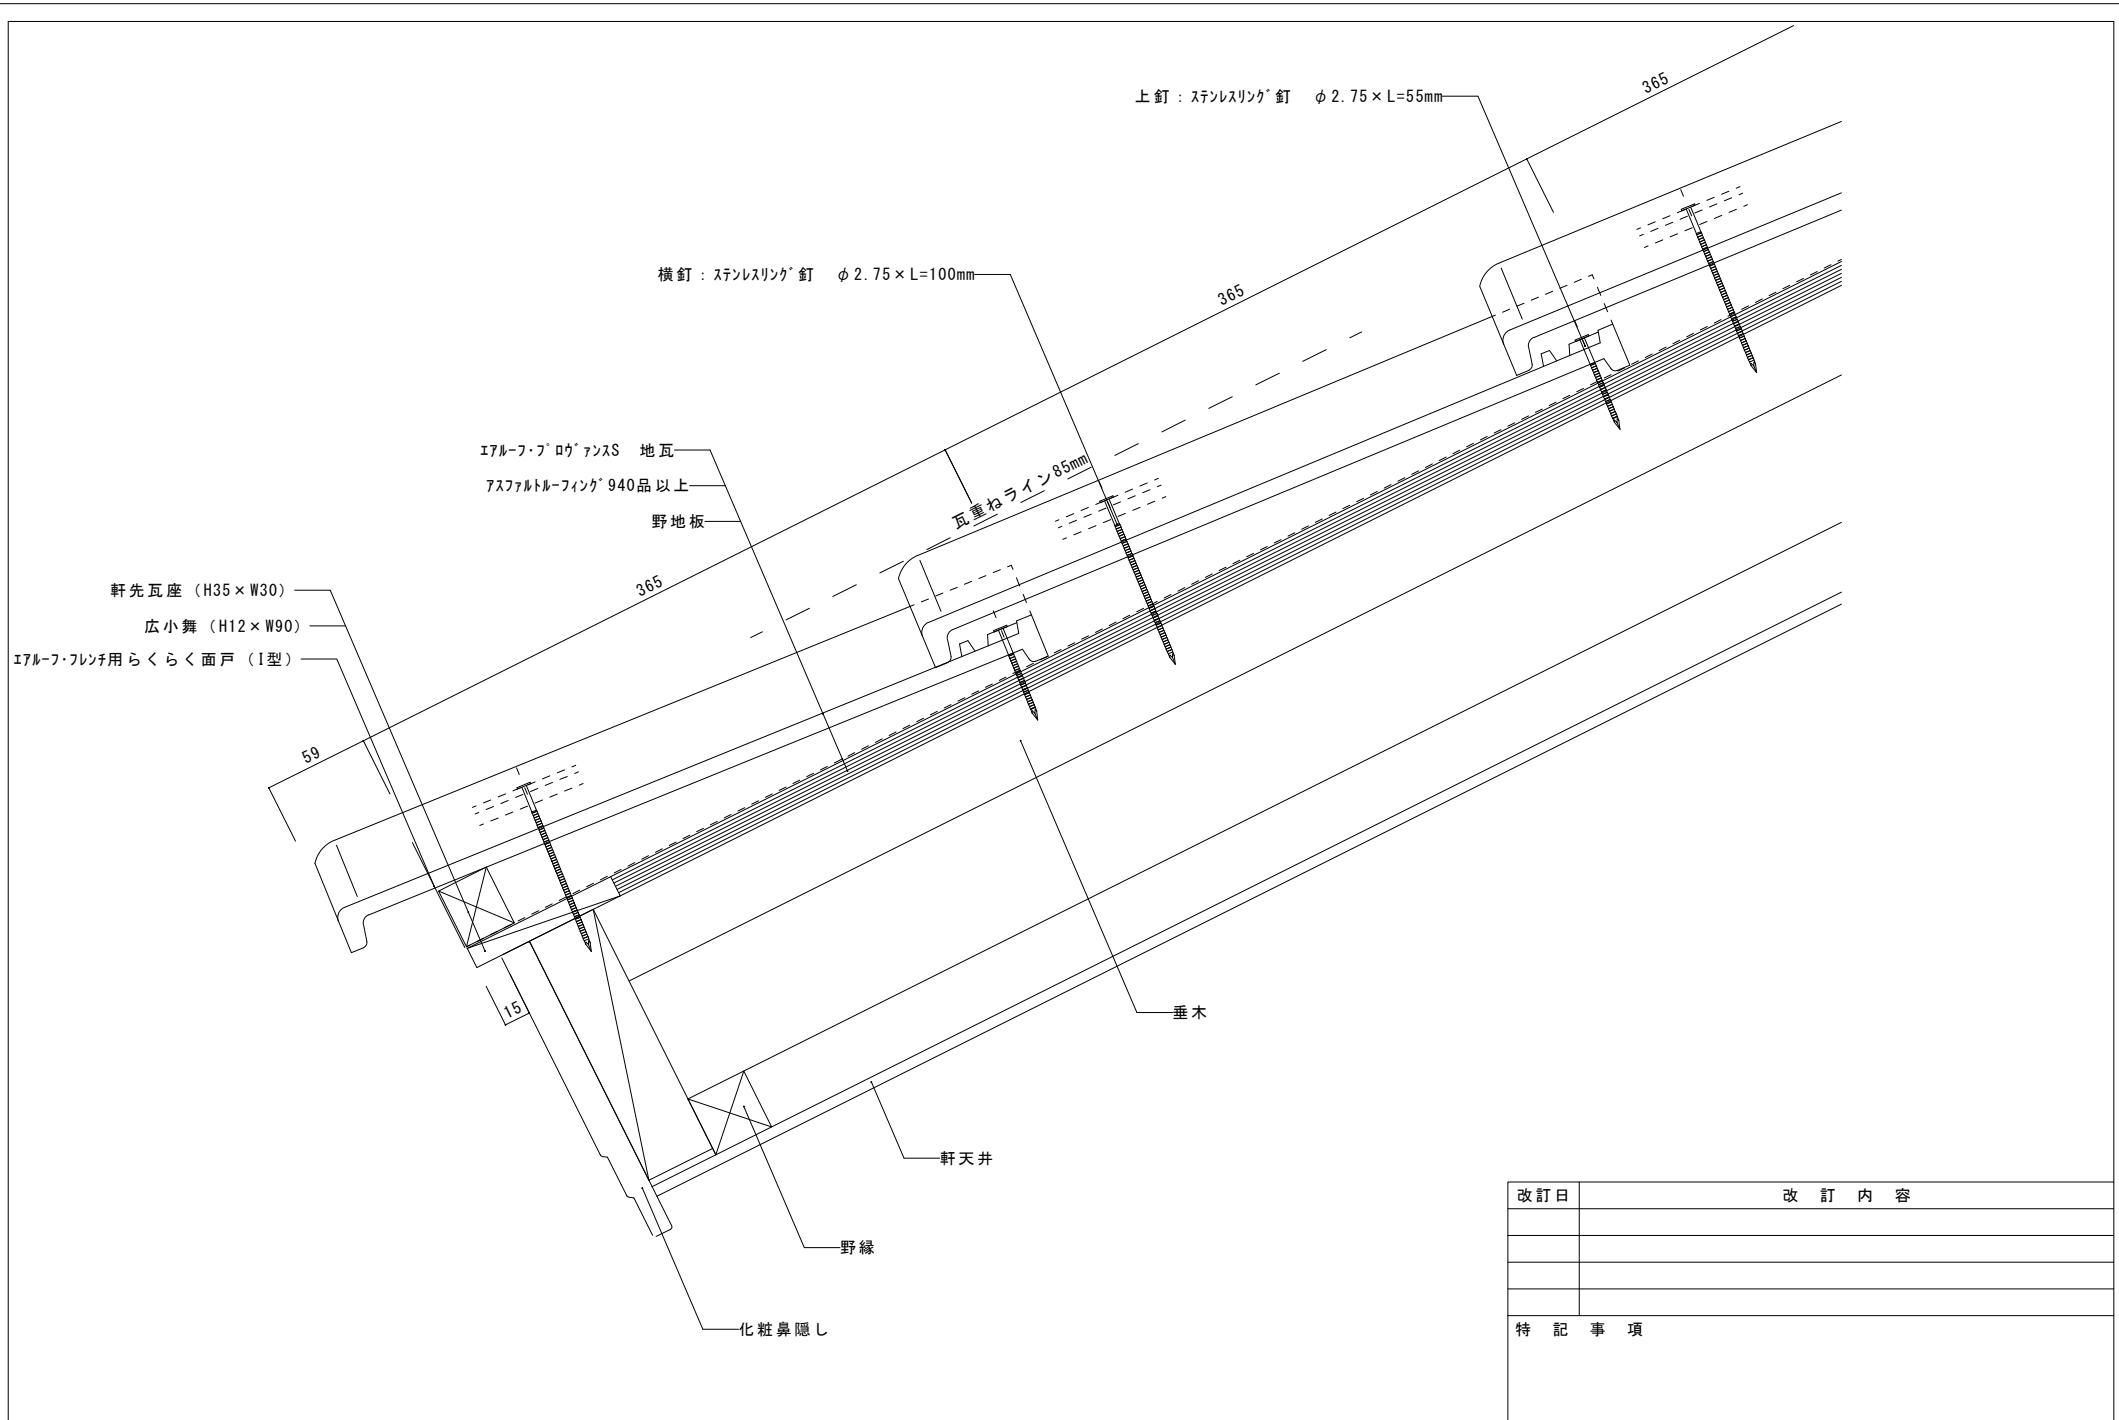 365
上釘：ｽﾃﾝﾚｽﾘﾝｸﾞ釘　φ2.75×L=55mm
横釘：ｽﾃﾝﾚｽﾘﾝｸﾞ釘　φ2.75×L=100mm
365
ｴｱﾙｰﾌ･ﾌﾟﾛｳﾞｧﾝｽS　地瓦
瓦重ねライン85mm
ｱｽﾌｧﾙﾄﾙｰﾌｨﾝｸﾞ940品以上
野地板
365
軒先瓦座（H35×W30）
広小舞（H12×W90）
ｴｱﾙｰﾌ･ﾌﾚﾝﾁ用らくらく面戸（I型）
59
15
垂木
軒天井
野縁
化粧鼻隠し
改訂日　改訂内容
特記事項